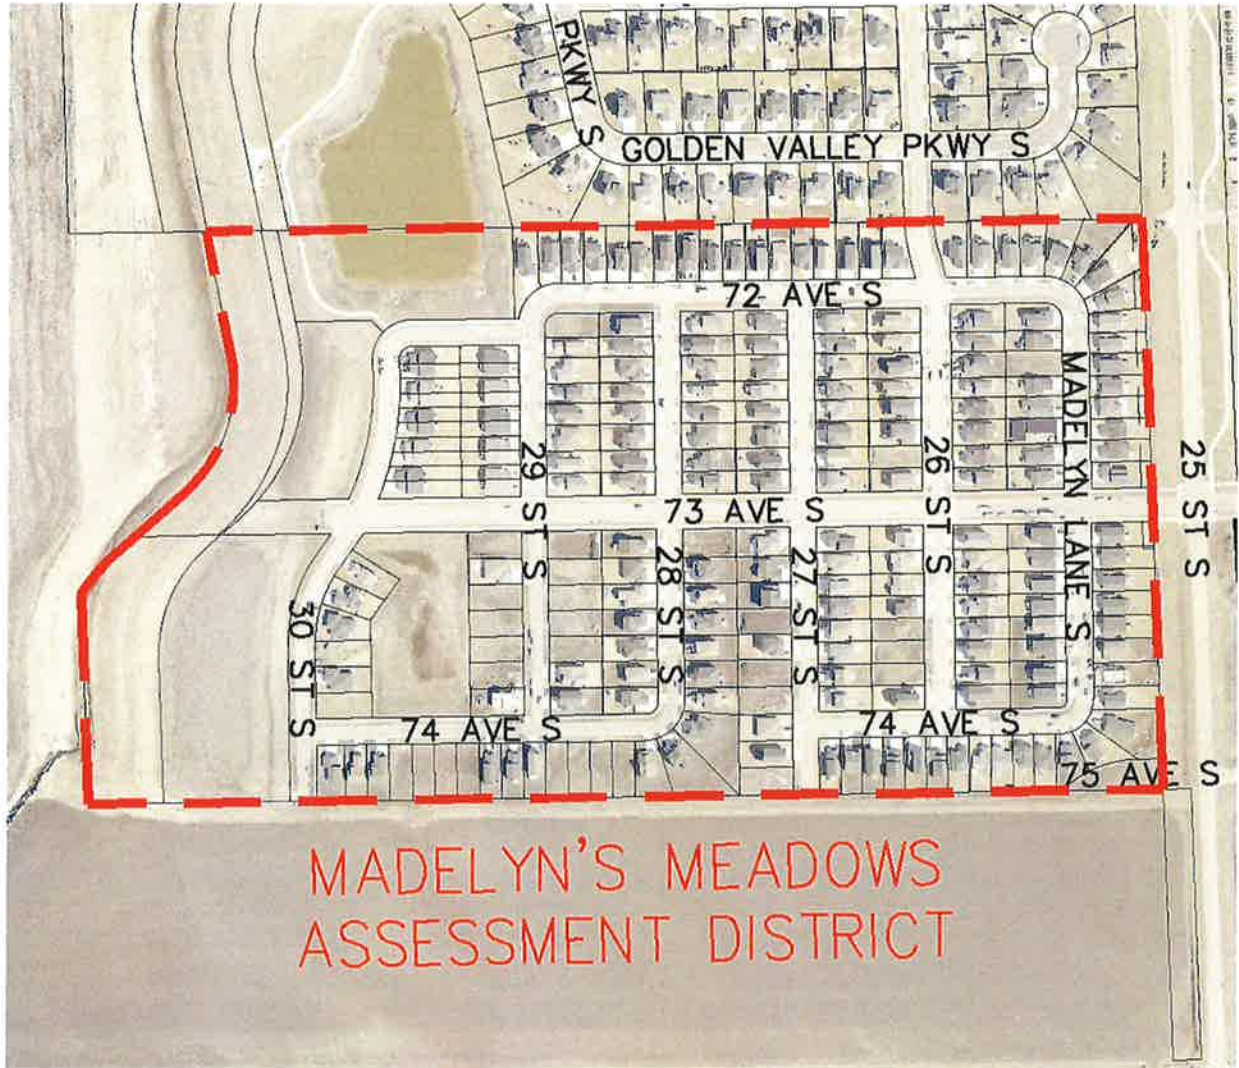 PKWY S
GOLDEN VALLEY PKWY S
72 AVE S
MADELYN LANE S
25 ST S
26 ST S
29 ST S
73 AVE S
28 ST S
27 ST S
30 ST S
74 AVE S
74 AVE S
75 AVE S
MADELYN'S MEADOWS
ASSESSMENT DISTRICT